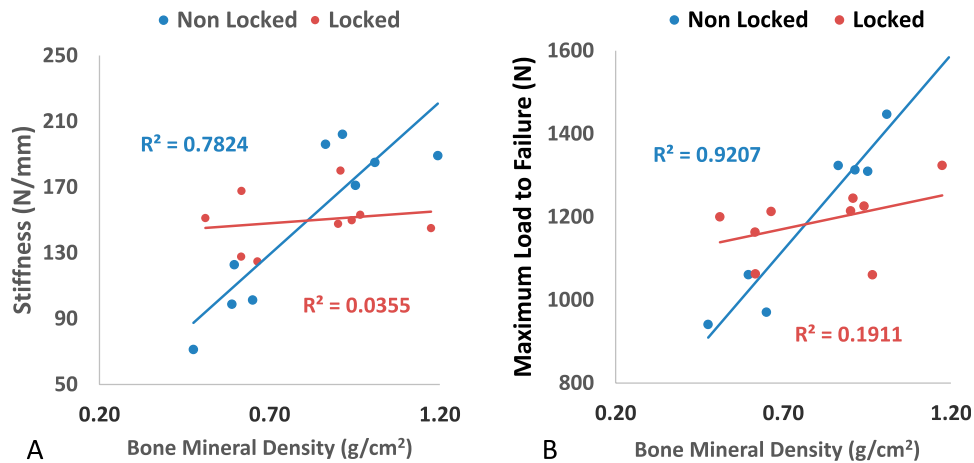 Non Locked Locked
250
210
170
130
90
50
Stiffness (N/mm)
R² = 0.7824
R² = 0.0355
0.20 0.70 1.20
Bone Mineral Density (g/cm²)
A
Non Locked Locked
1600
1400
1200
1000
800
Maximum Load to Failure (N)
R² = 0.9207
R² = 0.1911
0.20 0.70 1.20
Bone Mineral Density (g/cm²)
B